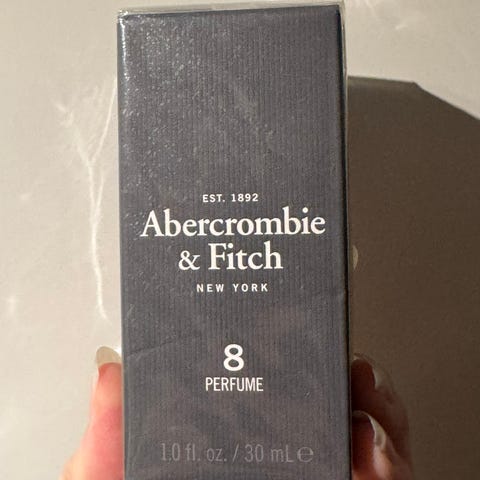 EST. 1892
Abercrombie
& Fitch
NEW YORK
8
PERFUME
1.0 fl. oz. / 30 mL ℮